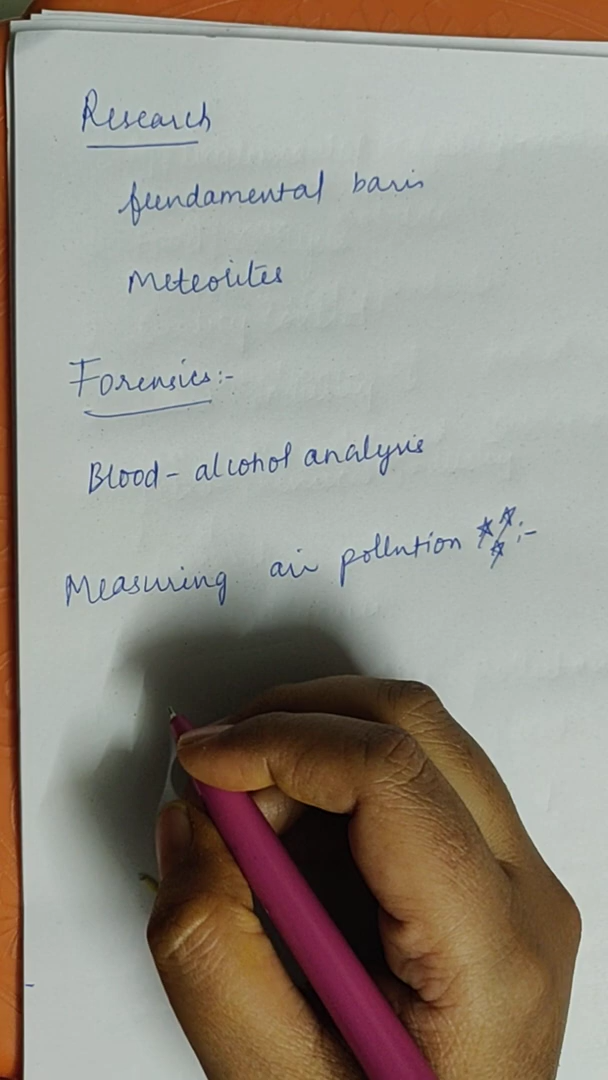 Research
fundamental basis
Meteorites
Forensics:-
Blood - alcohol analysis
Measuring air pollution ☆☆☆:-